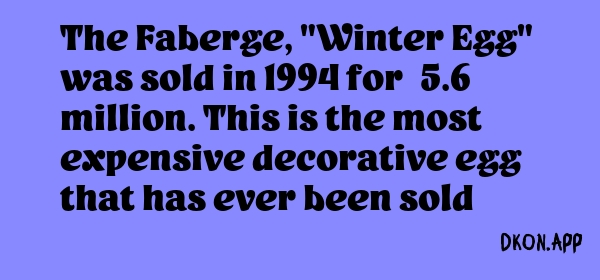 The Faberge, "Winter Egg"
was sold in 1994 for  5.6
million. This is the most
expensive decorative egg
that has ever been sold
DKON.APP